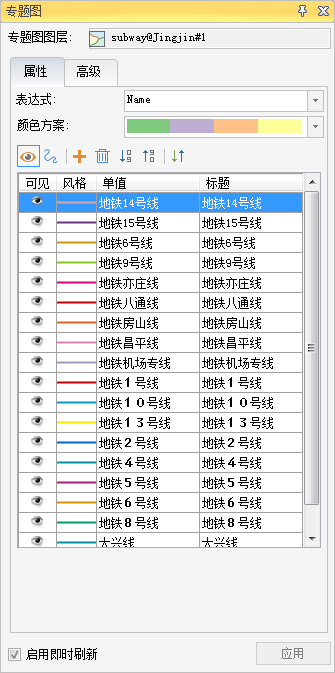 专题图
专题图图层: subway@Jingjin#1
属性 高级
表达式: Name
颜色方案:
可见 风格 单值 标题
地铁14号线 地铁14号线
地铁15号线 地铁15号线
地铁6号线 地铁6号线
地铁9号线 地铁9号线
地铁亦庄线 地铁亦庄线
地铁八通线 地铁八通线
地铁房山线 地铁房山线
地铁昌平线 地铁昌平线
地铁机场专线 地铁机场专线
地铁１号线 地铁１号线
地铁１０号线 地铁１０号线
地铁１３号线 地铁１３号线
地铁２号线 地铁２号线
地铁４号线 地铁４号线
地铁５号线 地铁５号线
地铁６号线 地铁６号线
地铁８号线 地铁８号线
大兴线 大兴线
启用即时刷新 应用